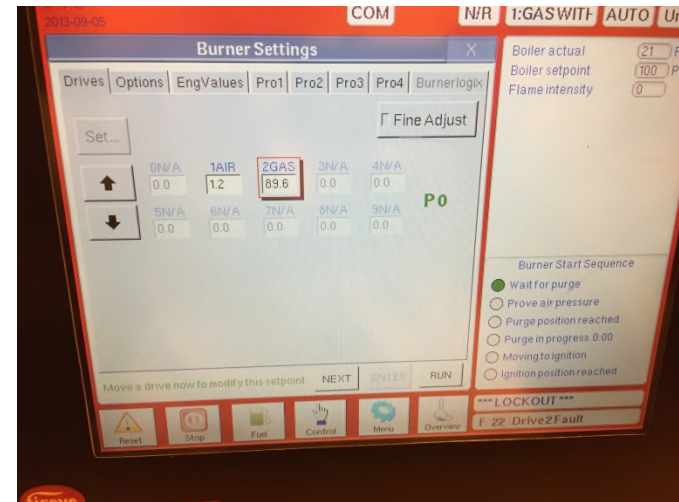 2013-09-05
COM
N/R
1:GAS WITH
AUTO
Burner Settings
X
Drives
Options
EngValues
Pro1
Pro2
Pro3
Pro4
Burnerlogix
Set...
Fine Adjust
0N/A 1AIR 2GAS 3N/A 4N/A
0.0 1.2 89.6 0.0 0.0
P0
5N/A 6N/A 7N/A 8N/A 9N/A
0.0 0.0 0.0 0.0 0.0
Move a drive now to modify this setpoint.
NEXT
ENTER
RUN
Boiler actual 21
Boiler setpoint 100 P
Flame intensity 0
Burner Start Sequence
Wait for purge
Prove air pressure
Purge position reached.
Purge in progress 0:00
Moving to ignition
Ignition position reached
*** LOCKOUT ***
F 22 Drive2Fault
Reset
Stop
Fuel
Control
Menu
Overview